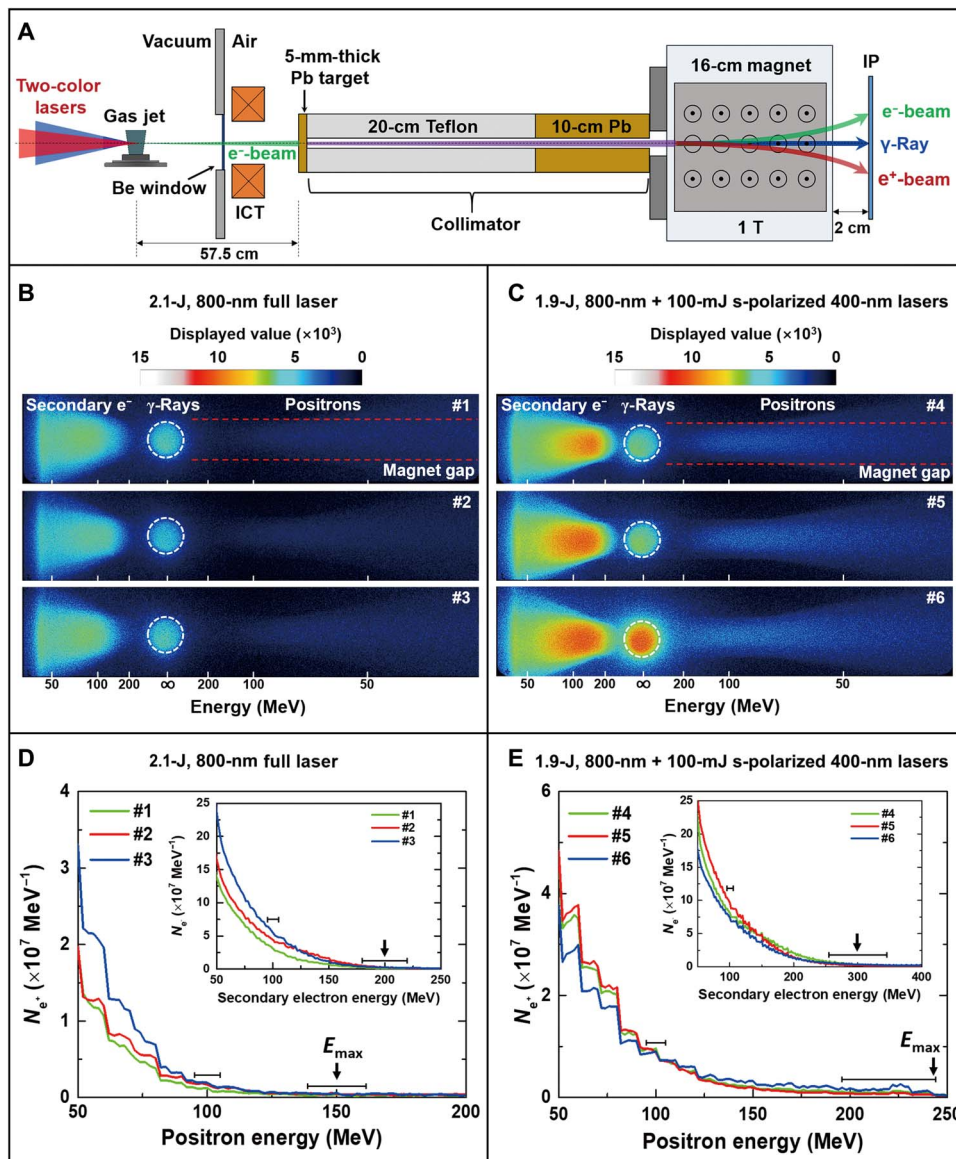 A
Vacuum
Air
5-mm-thick
Pb target
16-cm magnet
IP
Two-color
lasers
Gas jet
20-cm Teflon
10-cm Pb
e⁻-beam
γ-Ray
e⁺-beam
e⁻-beam
Be window
ICT
Collimator
1 T
2 cm
57.5 cm
B
2.1-J, 800-nm full laser
Displayed value (×10³)
15 10 5 0
Secondary e⁻ γ-Rays Positrons #1
Magnet gap
#2
#3
50 100 200 ∞ 200 100 50
Energy (MeV)
C
1.9-J, 800-nm + 100-mJ s-polarized 400-nm lasers
Displayed value (×10³)
15 10 5 0
Secondary e⁻ γ-Rays Positrons #4
Magnet gap
#5
#6
50 100 200 ∞ 200 100 50
Energy (MeV)
D
2.1-J, 800-nm full laser
#1
#2
#3
Nₑ⁺ (×10⁷ MeV⁻¹)
4
3
2
1
0
50 100 150 200
Positron energy (MeV)
Eₘₐₓ
Nₑ⁻ (×10⁷ MeV⁻¹)
25
20
15
10
5
0
50 100 150 200 250
Secondary electron energy (MeV)
#1
#2
#3
E
1.9-J, 800-nm + 100-mJ s-polarized 400-nm lasers
#4
#5
#6
Nₑ⁺ (×10⁷ MeV⁻¹)
6
4
2
0
50 100 150 200 250
Positron energy (MeV)
Eₘₐₓ
Nₑ⁻ (×10⁷ MeV⁻¹)
25
20
15
10
5
0
100 200 300 400
Secondary electron energy (MeV)
#4
#5
#6